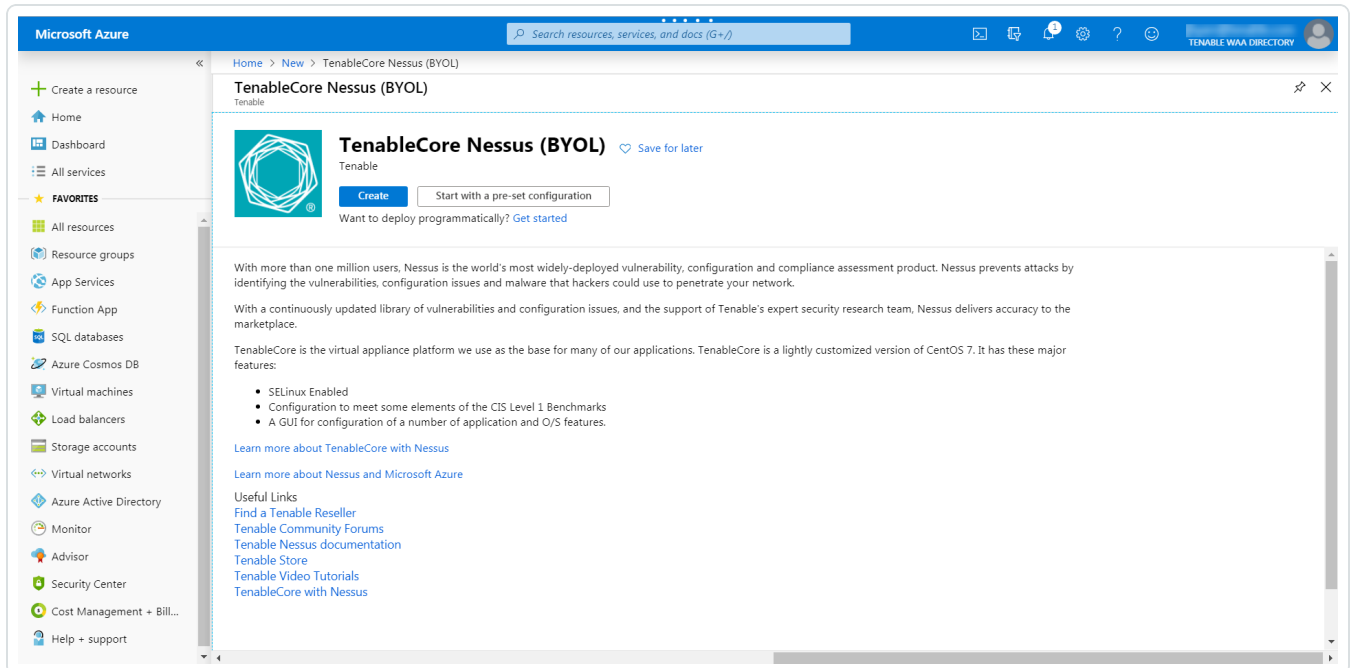 Microsoft Azure
Search resources, services, and docs (G+/)
1
TENABLE WAA DIRECTORY
«
Home > New > TenableCore Nessus (BYOL)
Create a resource
Home
Dashboard
All services
FAVORITES
All resources
Resource groups
App Services
Function App
SQL databases
Azure Cosmos DB
Virtual machines
Load balancers
Storage accounts
Virtual networks
Azure Active Directory
Monitor
Advisor
Security Center
Cost Management + Bill...
Help + support
TenableCore Nessus (BYOL)
Tenable
TenableCore Nessus (BYOL)
Save for later
Tenable
Create
Start with a pre-set configuration
Want to deploy programmatically? Get started
With more than one million users, Nessus is the world's most widely-deployed vulnerability, configuration and compliance assessment product. Nessus prevents attacks by
identifying the vulnerabilities, configuration issues and malware that hackers could use to penetrate your network.
With a continuously updated library of vulnerabilities and configuration issues, and the support of Tenable's expert security research team, Nessus delivers accuracy to the
marketplace.
TenableCore is the virtual appliance platform we use as the base for many of our applications. TenableCore is a lightly customized version of CentOS 7. It has these major
features:
• SELinux Enabled
• Configuration to meet some elements of the CIS Level 1 Benchmarks
• A GUI for configuration of a number of application and O/S features.
Learn more about TenableCore with Nessus
Learn more about Nessus and Microsoft Azure
Useful Links
Find a Tenable Reseller
Tenable Community Forums
Tenable Nessus documentation
Tenable Store
Tenable Video Tutorials
TenableCore with Nessus